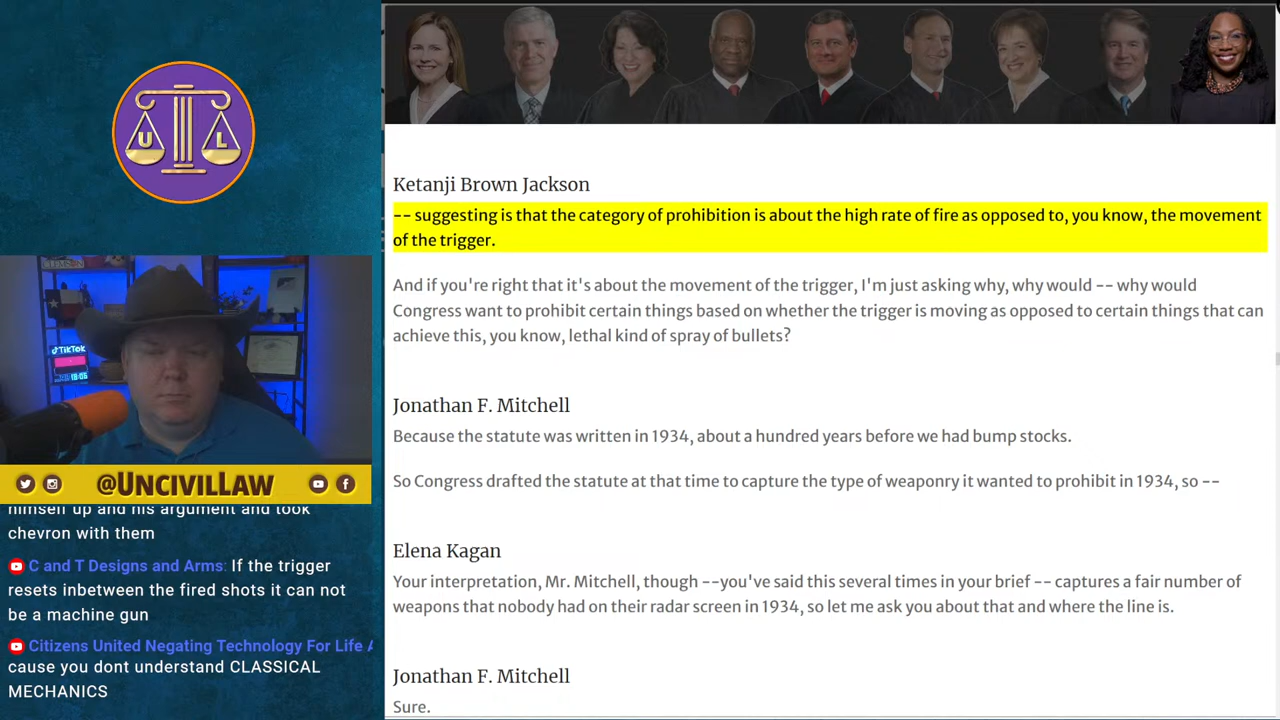 U L
TikTok
18:05
@UNCIVILLAW
himself up and his argument and took
chevron with them
C and T Designs and Arms: If the trigger
resets inbetween the fired shots it can not
be a machine gun
Citizens United Negating Technology For Life A
cause you dont understand CLASSICAL
MECHANICS
Ketanji Brown Jackson
-- suggesting is that the category of prohibition is about the high rate of fire as opposed to, you know, the movement
of the trigger.
And if you're right that it's about the movement of the trigger, I'm just asking why, why would -- why would
Congress want to prohibit certain things based on whether the trigger is moving as opposed to certain things that can
achieve this, you know, lethal kind of spray of bullets?
Jonathan F. Mitchell
Because the statute was written in 1934, about a hundred years before we had bump stocks.
So Congress drafted the statute at that time to capture the type of weaponry it wanted to prohibit in 1934, so --
Elena Kagan
Your interpretation, Mr. Mitchell, though --you've said this several times in your brief -- captures a fair number of
weapons that nobody had on their radar screen in 1934, so let me ask you about that and where the line is.
Jonathan F. Mitchell
Sure.